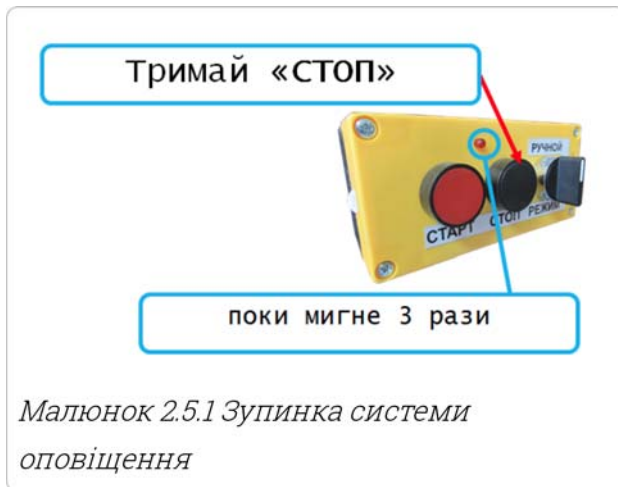 Тримай «СТОП»
РУЧНОЙ
СТАРТ СТОП РЕЖИМ
поки мигне 3 рази
Малюнок 2.5.1 Зупинка системи
оповіщення